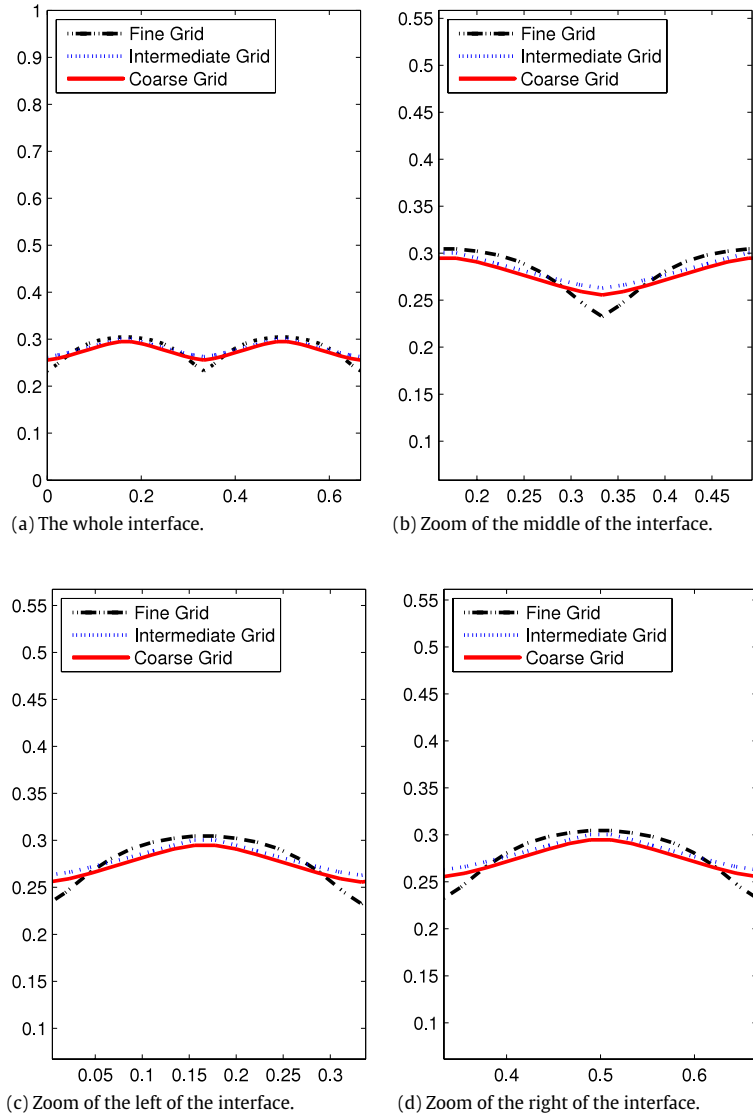 1
0.9
0.8
0.7
0.6
0.5
0.4
0.3
0.2
0.1
0
0 0.2 0.4 0.6
Fine Grid
Intermediate Grid
Coarse Grid
(a) The whole interface.
0.55
0.5
0.45
0.4
0.35
0.3
0.25
0.2
0.15
0.1
0.2 0.25 0.3 0.35 0.4 0.45
Fine Grid
Intermediate Grid
Coarse Grid
(b) Zoom of the middle of the interface.
0.55
0.5
0.45
0.4
0.35
0.3
0.25
0.2
0.15
0.1
0.05 0.1 0.15 0.2 0.25 0.3
Fine Grid
Intermediate Grid
Coarse Grid
(c) Zoom of the left of the interface.
0.55
0.5
0.45
0.4
0.35
0.3
0.25
0.2
0.15
0.1
0.4 0.5 0.6
Fine Grid
Intermediate Grid
Coarse Grid
(d) Zoom of the right of the interface.